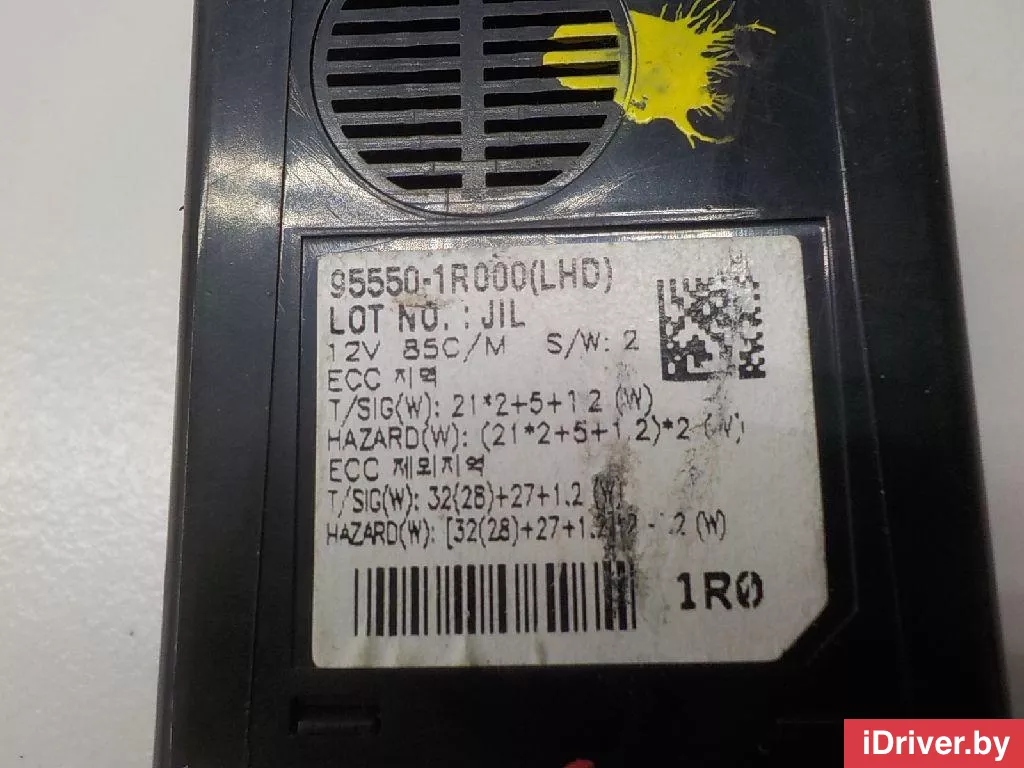 95550-1R000(LHD)
LOT NO. : JIL
12V 85C/M S/W: 2
ECC 지역
T/SIG(W): 21*2+5+1.2 (W)
HAZARD(W): (21*2+5+1.2)*2 (W)
ECC 제외지역
T/SIG(W): 32(28)+27+1.2 (W)
HAZARD(W): [32(28)+27+1.2 (W)
1R0
iDriver.by